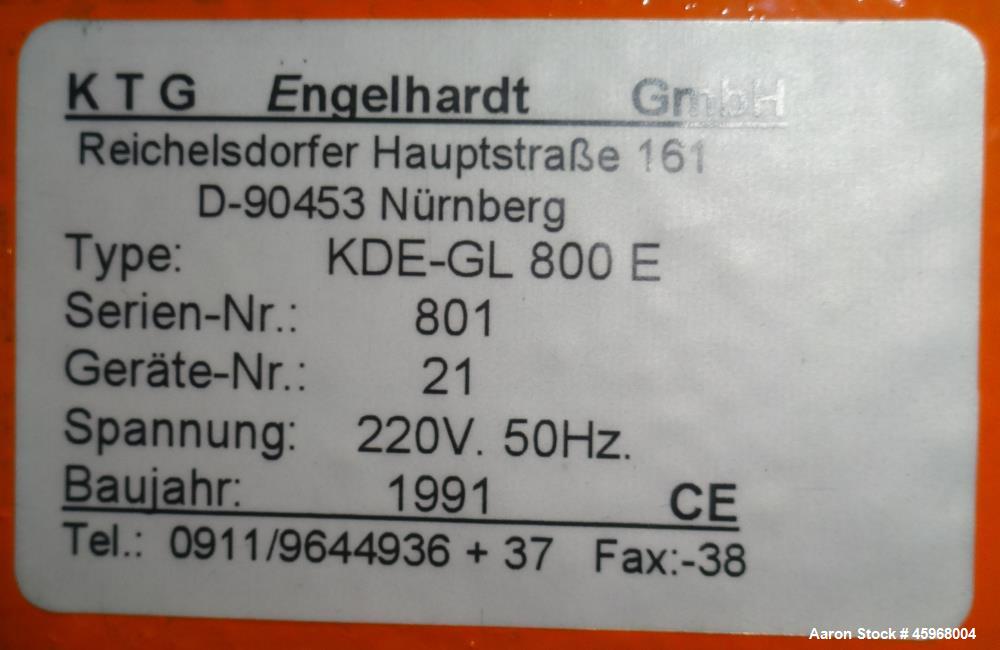 KTG Engelhardt GmbH
Reichelsdorfer Hauptstraße 161
D-90453 Nürnberg
Type: KDE-GL 800 E
Serien-Nr.: 801
Geräte-Nr.: 21
Spannung: 220V. 50Hz.
Baujahr: 1991 CE
Tel.: 0911/9644936 + 37 Fax:-38
Aaron Stock # 45968004